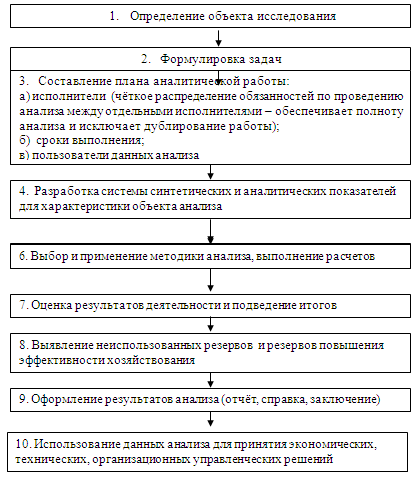 1. Определение объекта исследования
2. Формулировка задач
3. Составление плана аналитической работы:
а) исполнители (чёткое распределение обязанностей по проведению
анализа между отдельными исполнителями – обеспечивает полноту
анализа и исключает дублирование работы);
б) сроки выполнения;
в) пользователи данных анализа
4. Разработка системы синтетических и аналитических показателей
для характеристики объекта анализа
6. Выбор и применение методики анализа, выполнение расчетов
7. Оценка результатов деятельности и подведение итогов
8. Выявление неиспользованных резервов и резервов повышения
эффективности хозяйствования
9. Оформление результатов анализа (отчёт, справка, заключение)
10. Использование данных анализа для принятия экономических,
технических, организационных управленческих решений